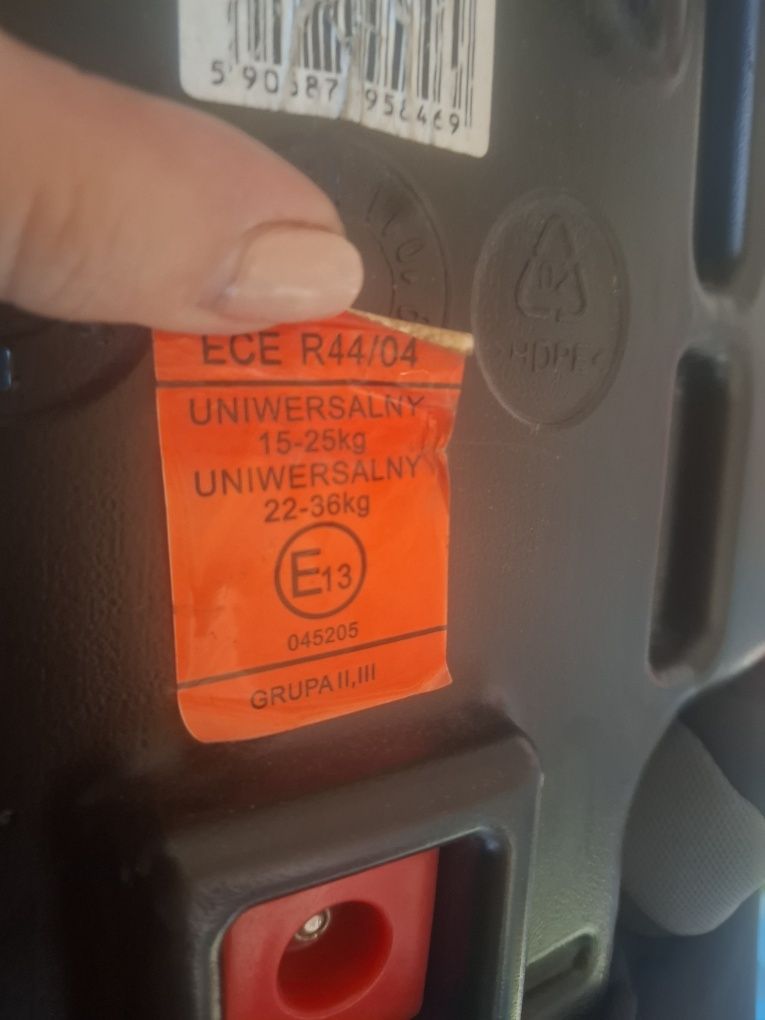 ECE R44/04
UNIWERSALNY
15-25kg
UNIWERSALNY
22-36kg
E13
045205
GRUPA II,III
>HDPE<